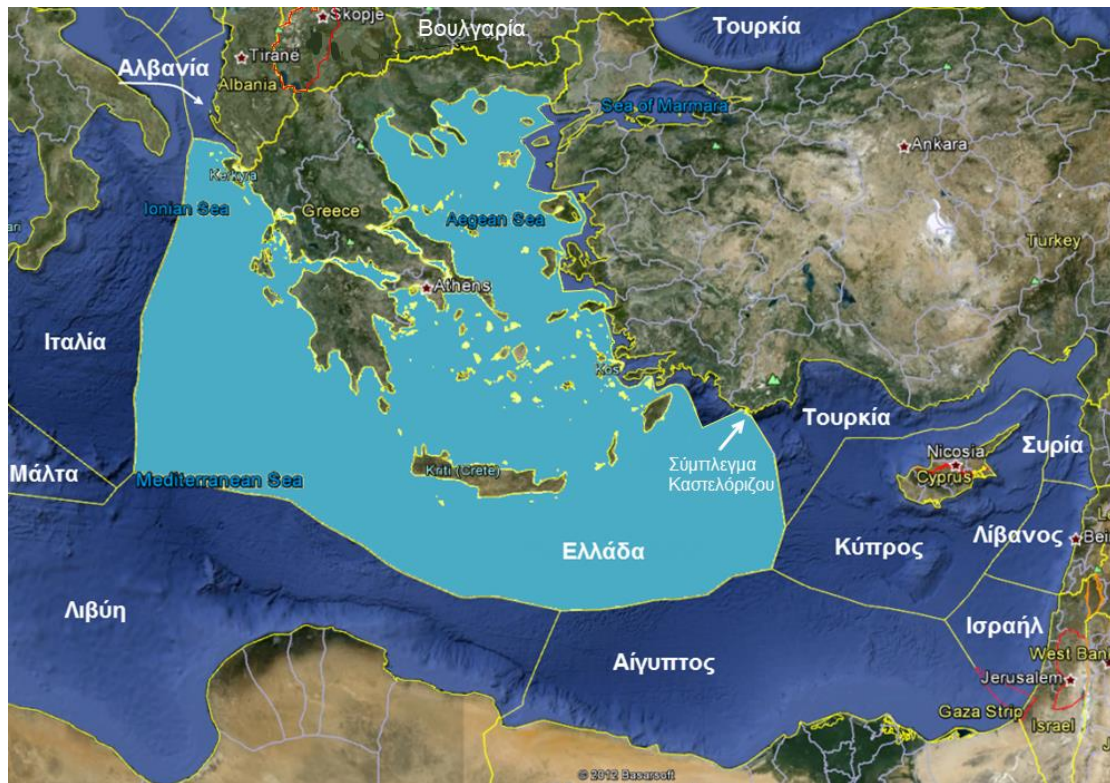 Skopje
Βουλγαρία
Τουρκία
Tirane
Αλβανία
Albania
Sea of Marmara
Ankara
Kerkyra
Ionian Sea
Greece
Aegean Sea
Turkey
Athens
Ιταλία
Kos
Τουρκία
Συρία
Μάλτα
Mediterranean Sea
Kriti (Crete)
Σύμπλεγμα
Καστελόριζου
Nicosia
Cyprus
Ελλάδα
Κύπρος
Λίβανος
Λιβύη
Ισραήλ
Αίγυπτος
West Bank
Jerusalem
Gaza Strip
Israel
© 2012 Basarsoft